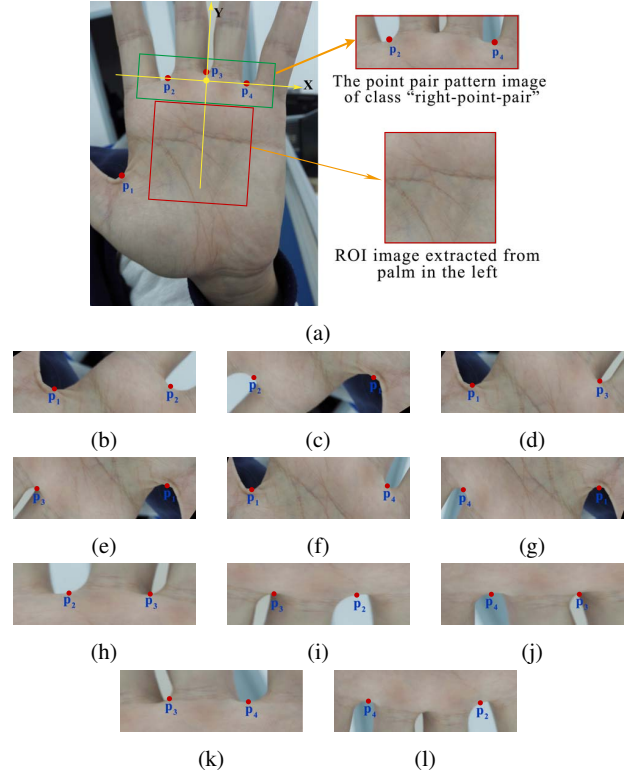 Y
X
p₃
p₂
p₄
p₁
p₂
p₄
The point pair pattern image
of class “right-point-pair”
ROI image extracted from
palm in the left
(a)
p₁
p₂
p₂
p₁
p₃
(b)
(c)
(d)
p₃
p₁
p₄
p₄
p₁
(e)
(f)
(g)
p₂
p₃
p₃
p₂
p₄
p₃
(h)
(i)
(j)
p₃
p₄
p₄
p₂
(k)
(l)